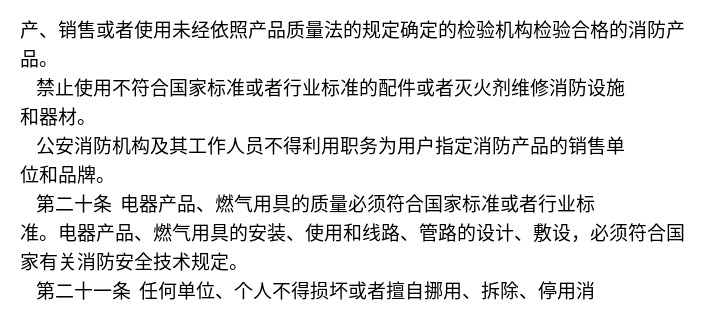 产、销售或者使用未经依照产品质量法的规定确定的检验机构检验合格的消防产
品。
禁止使用不符合国家标准或者行业标准的配件或者灭火剂维修消防设施
和器材。
公安消防机构及其工作人员不得利用职务为用户指定消防产品的销售单
位和品牌。
第二十条 电器产品、燃气用具的质量必须符合国家标准或者行业标
准。电器产品、燃气用具的安装、使用和线路、管路的设计、敷设，必须符合国
家有关消防安全技术规定。
第二十一条 任何单位、个人不得损坏或者擅自挪用、拆除、停用消